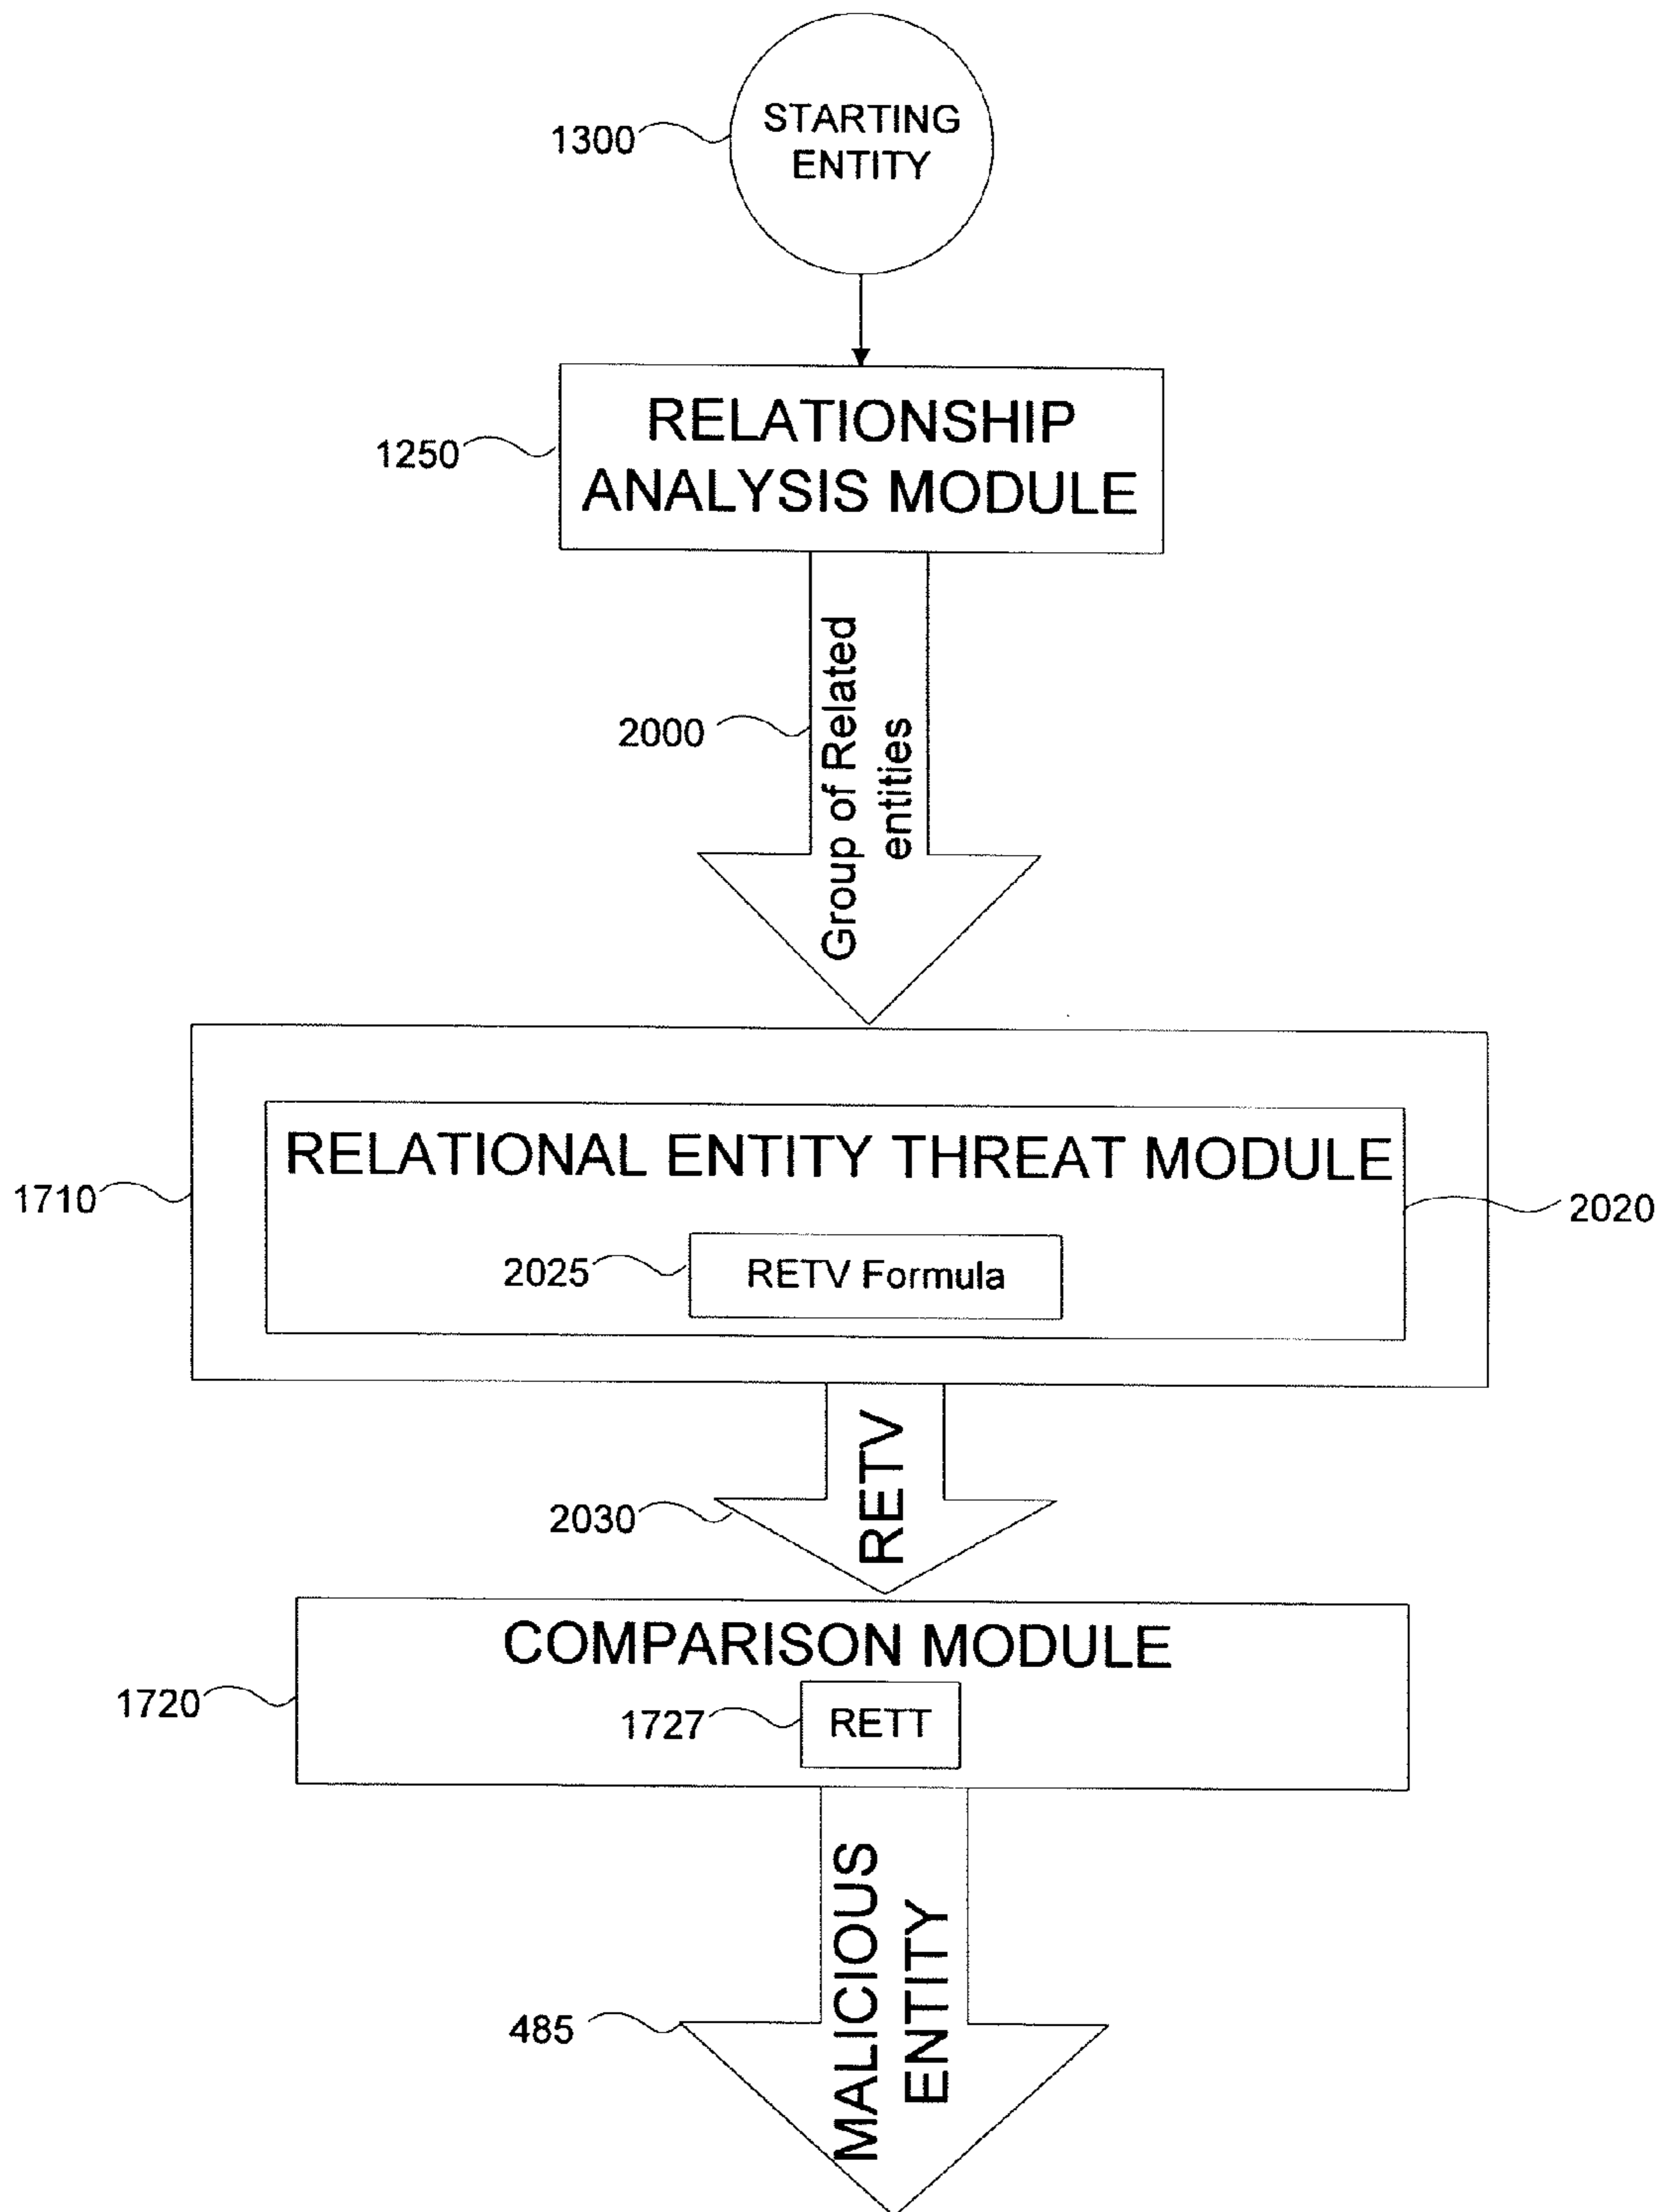 STARTING
ENTITY
1300
RELATIONSHIP
ANALYSIS MODULE
1250
Group of Related
entities
2000
RELATIONAL ENTITY THREAT MODULE
1710
2020
2025
RETV Formula
RETV
2030
COMPARISON MODULE
1720
1727
RETT
MALICIOUS
ENTITY
485